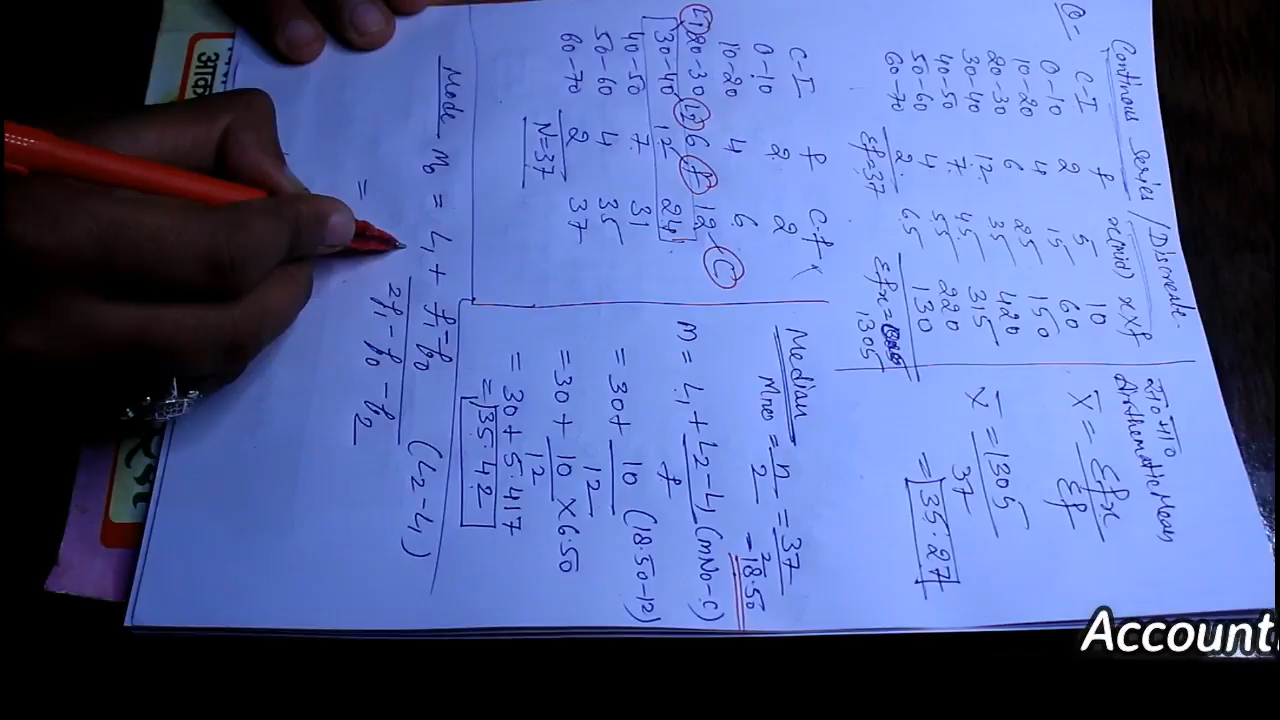 Continous series / Discreate-
Q=
C-I f x(mid) x×f
0-10 2 5 10
10-20 4 15 60
20-30 6 25 150
30-40 12 35 420
40-50 7 45 315
50-60 4 55 220
60-70 2 65 130
Σf=37 Σfx= 1305
Arithematic Mean
X̄ = Σfx / Σf
X̄ = 1305 / 37
= 35.27
C-I f C.f x
0-10 2 2
10-20 4 6
L1 20-30 L2 6 f 12 C
30-40 12 24
40-50 7 31
50-60 4 35
60-70 2 37
N=37
Median
Mno = n / 2 = 37 / 2
= 18.50
m = L1 + L2-L1 / f (mNo-C)
= 30 + 10 / 12 (18.50-12)
= 30 + 10 / 12 × 6.50
= 30 + 5.417
= 35.42
Mode Mo = L1 + f1-f0 / 2f1-f0-f2 (L2-L1)
=
Account